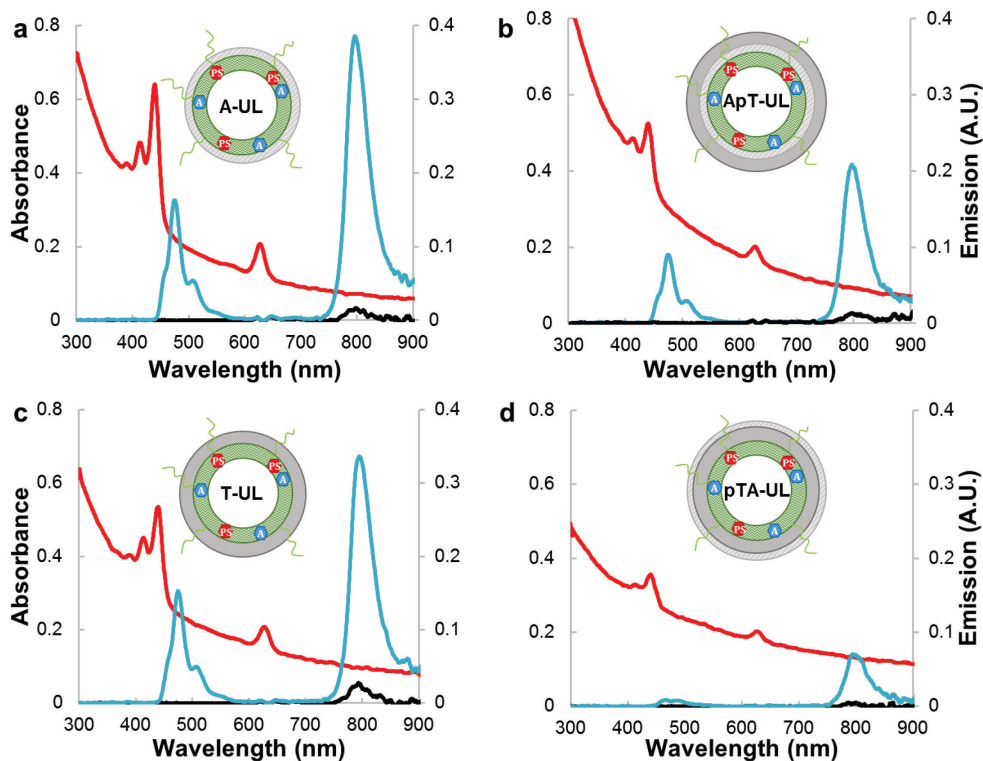 a
b
Absorbance
Emission (A.U.)
0.8
0.6
0.4
0.2
0
0.4
0.3
0.2
0.1
0
PS
PS
A
A
A-UL
PS
A
300 400 500 600 700 800 900
Wavelength (nm)
0.8
0.6
0.4
0.2
0
0.4
0.3
0.2
0.1
0
PS
PS
A
A
ApT-UL
PS
A
300 400 500 600 700 800 900
Wavelength (nm)
c
d
Absorbance
Emission (A.U.)
0.8
0.6
0.4
0.2
0
0.4
0.3
0.2
0.1
0
PS
PS
A
A
T-UL
PS
A
300 400 500 600 700 800 900
Wavelength (nm)
0.8
0.6
0.4
0.2
0
0.4
0.3
0.2
0.1
0
PS
PS
A
A
pTA-UL
PS
A
300 400 500 600 700 800 900
Wavelength (nm)